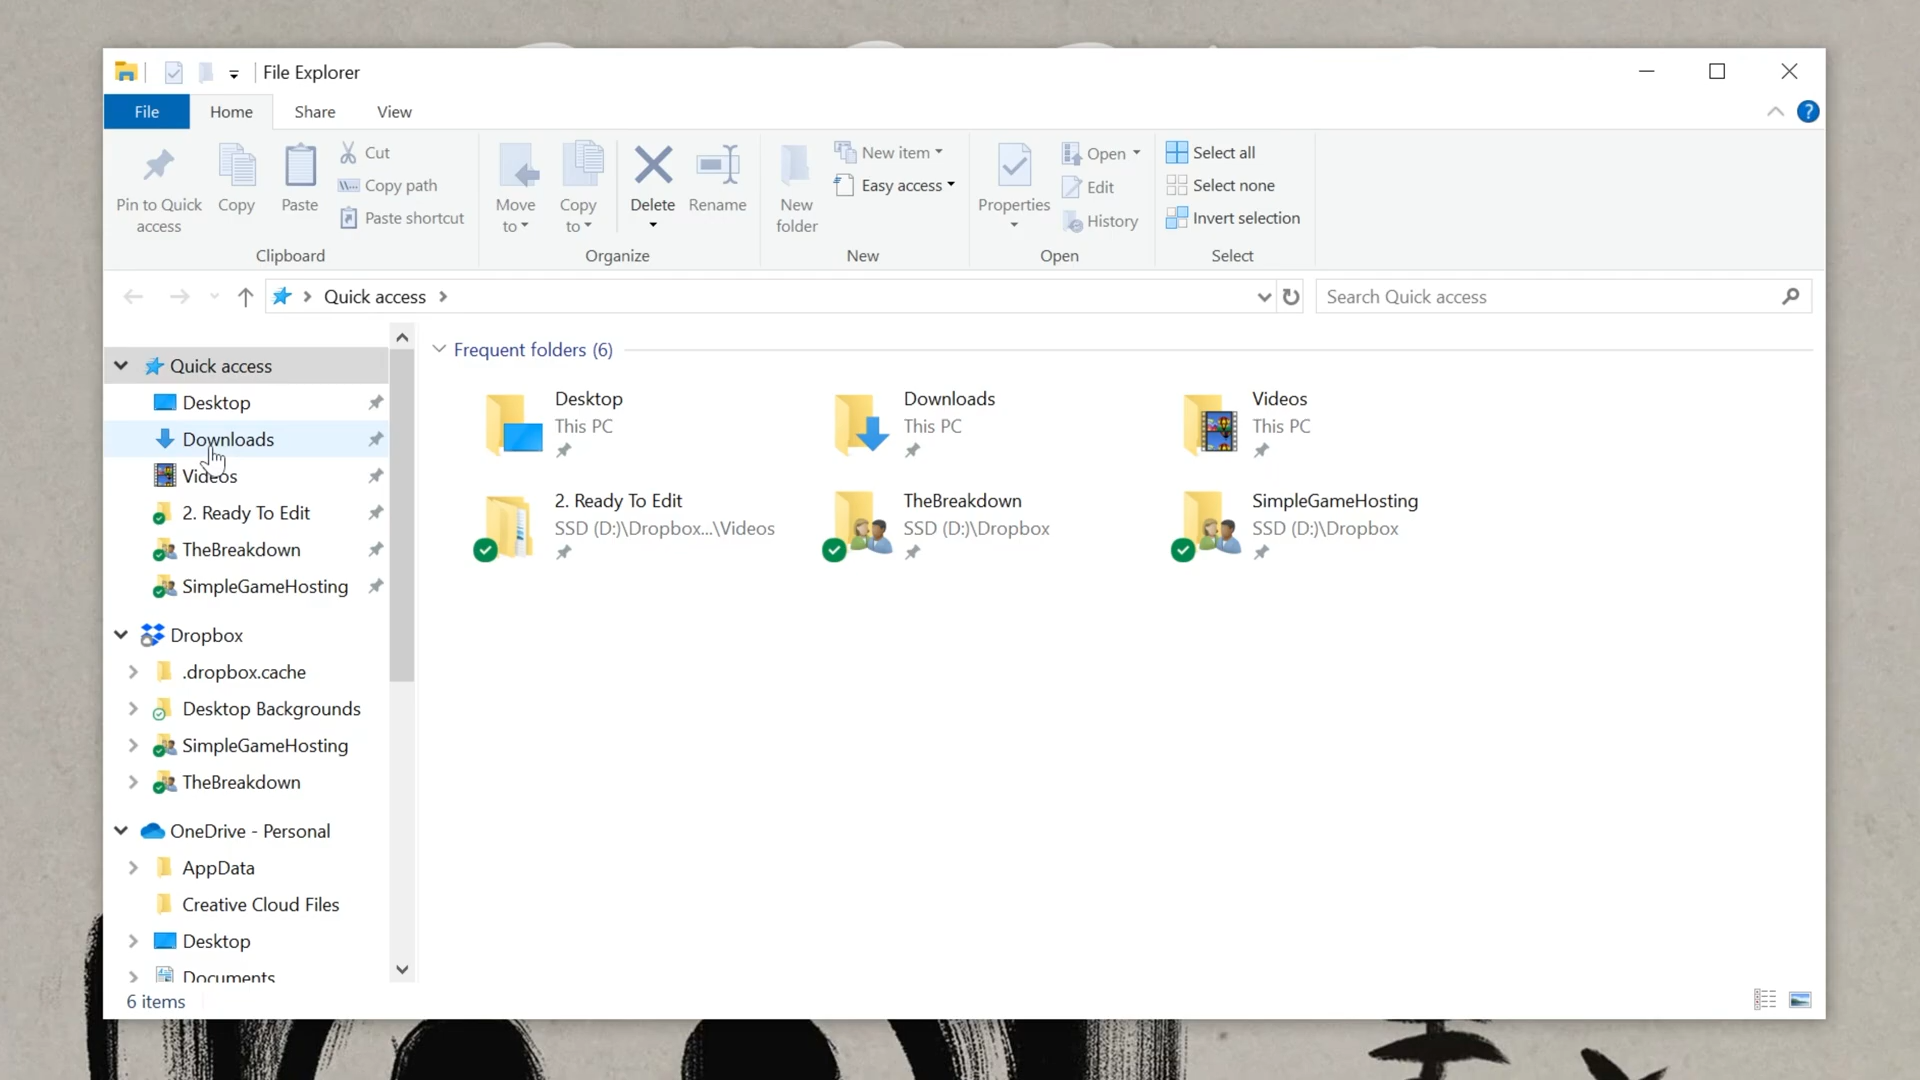 File Explorer
File Home Share View
?
Pin to Quick access
Copy
Paste
Cut
Copy path
Paste shortcut
Clipboard
Move to
Copy to
Delete
Rename
Organize
New folder
New item
Easy access
New
Properties
Open
Edit
History
Open
Select all
Select none
Invert selection
Select
Quick access
Search Quick access
Quick access
Desktop
Downloads
Videos
2. Ready To Edit
TheBreakdown
SimpleGameHosting
Dropbox
.dropbox.cache
Desktop Backgrounds
SimpleGameHosting
TheBreakdown
OneDrive - Personal
AppData
Creative Cloud Files
Desktop
Documents
Frequent folders (6)
Desktop
This PC
Downloads
This PC
Videos
This PC
2. Ready To Edit
SSD (D:)\Dropbox...\Videos
TheBreakdown
SSD (D:)\Dropbox
SimpleGameHosting
SSD (D:)\Dropbox
6 items